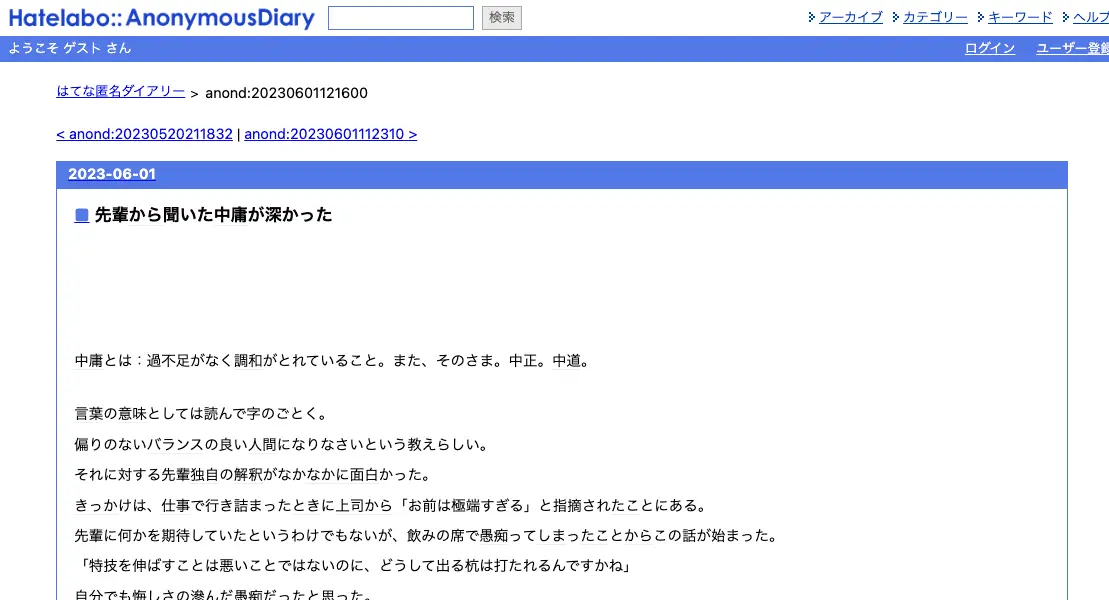 Hatelabo::AnonymousDiary
検索
アーカイブ カテゴリー キーワード ヘルプ
ようこそ ゲスト さん
ログイン ユーザー登録
はてな匿名ダイアリー > anond:20230601121600
< anond:20230520211832 | anond:20230601112310 >
2023-06-01
先輩から聞いた中庸が深かった
中庸とは：過不足がなく調和がとれていること。また、そのさま。中正。中道。
言葉の意味としては読んで字のごとく。
偏りのないバランスの良い人間になりなさいという教えらしい。
それに対する先輩独自の解釈がなかなかに面白かった。
きっかけは、仕事で行き詰まったときに上司から「お前は極端すぎる」と指摘されたことにある。
先輩に何かを期待していたというわけでもないが、飲みの席で愚痴ってしまったことからこの話が始まった。
「特技を伸ばすことは悪いことではないのに、どうして出る杭は打たれるんですかね」
自分でも悔しさの滲んだ愚痴だったと思った。